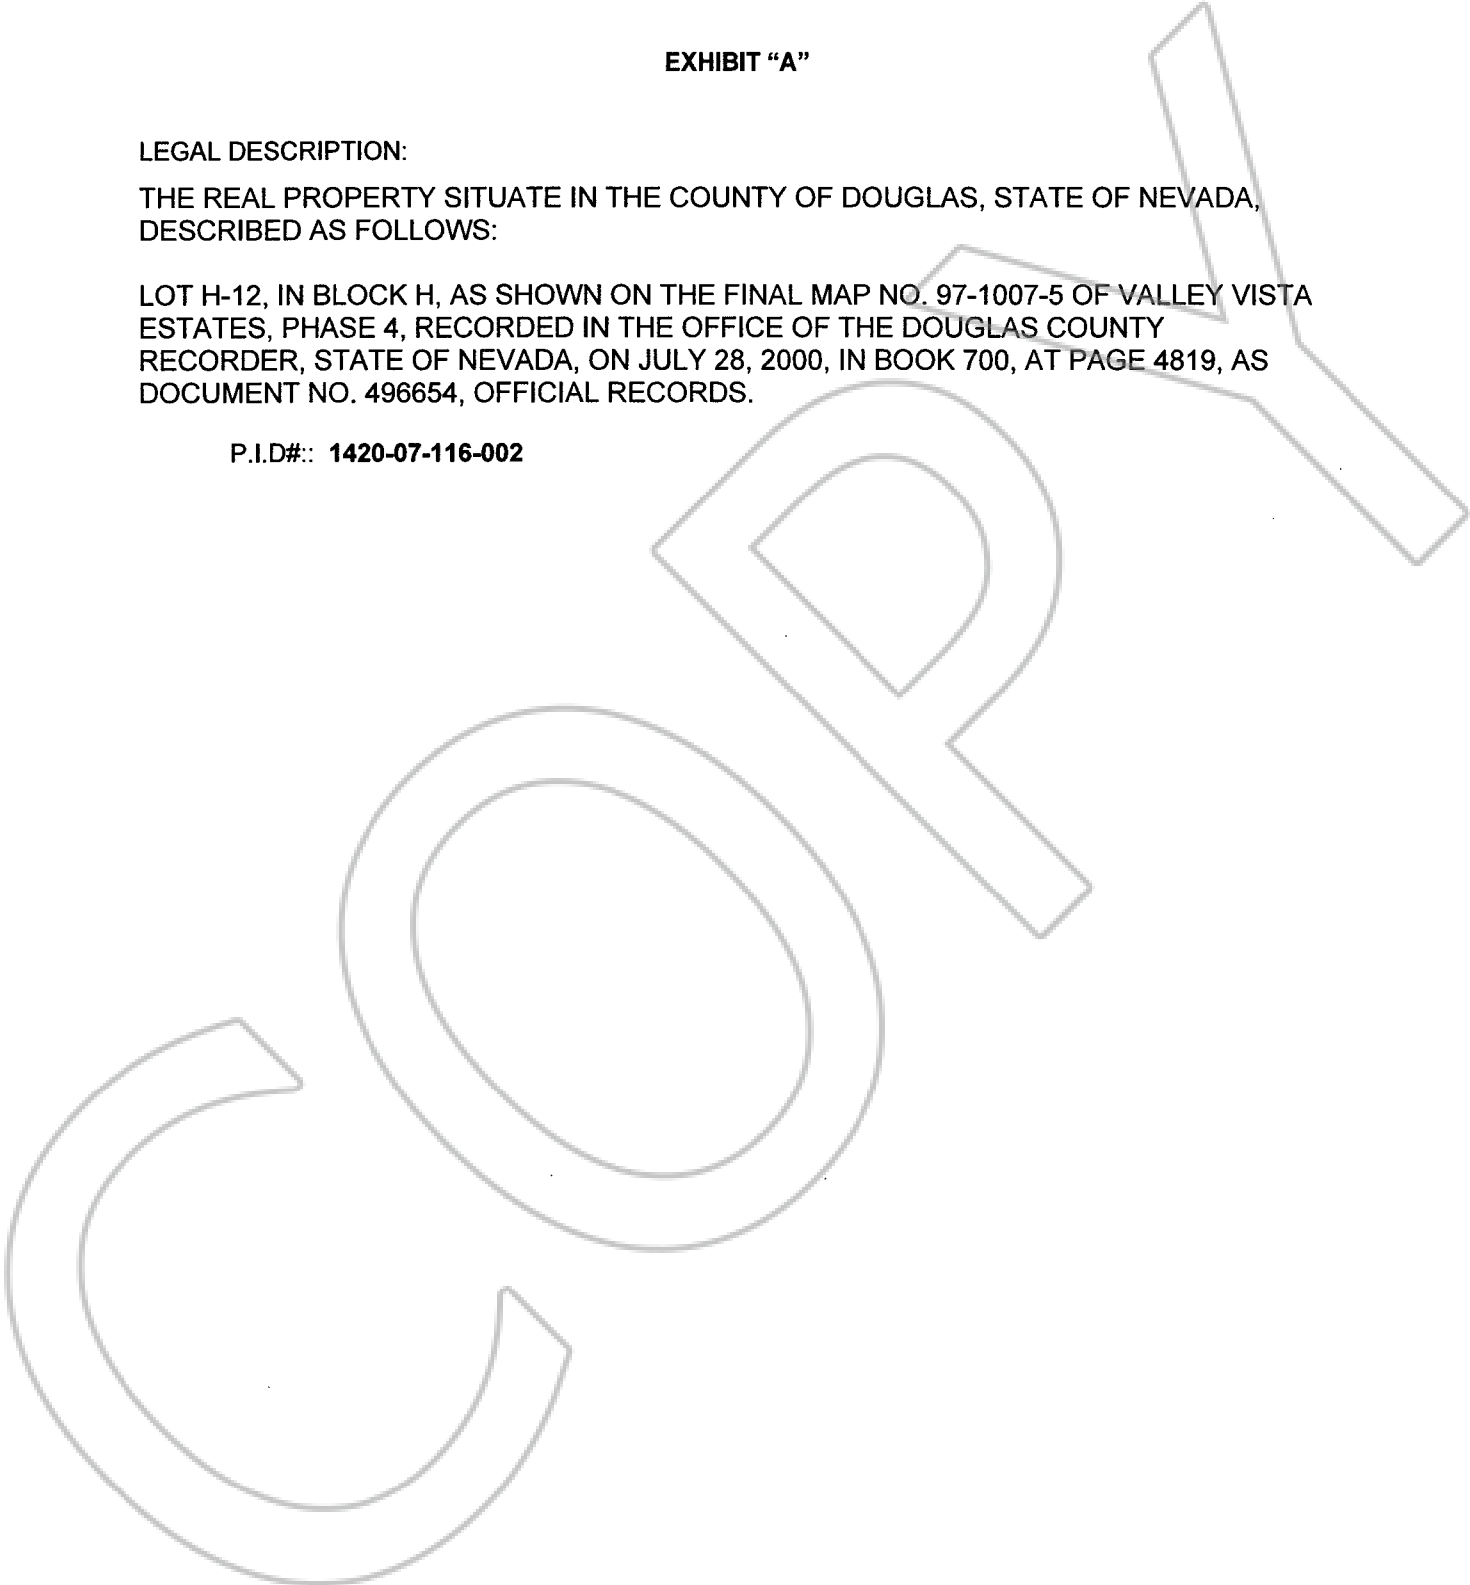 EXHIBIT “A”
LEGAL DESCRIPTION:
THE REAL PROPERTY SITUATE IN THE COUNTY OF DOUGLAS, STATE OF NEVADA,
DESCRIBED AS FOLLOWS:
LOT H-12, IN BLOCK H, AS SHOWN ON THE FINAL MAP NO. 97-1007-5 OF VALLEY VISTA
ESTATES, PHASE 4, RECORDED IN THE OFFICE OF THE DOUGLAS COUNTY
RECORDER, STATE OF NEVADA, ON JULY 28, 2000, IN BOOK 700, AT PAGE 4819, AS
DOCUMENT NO. 496654, OFFICIAL RECORDS.
P.I.D#:: 1420-07-116-002
COPY